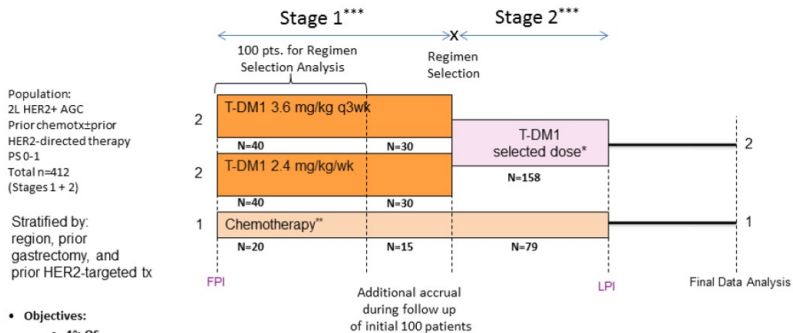 Stage 1***
Stage 2***
X
100 pts. for Regimen
Selection Analysis
Regimen
Selection
Population:
2L HER2+ AGC
Prior chemotx±prior
HER2-directed therapy
PS 0-1
Total n=412
(Stages 1 + 2)
2
T-DM1 3.6 mg/kg q3wk
N=40
N=30
2
T-DM1 2.4 mg/kg/wk
N=40
N=30
T-DM1
selected dose*
N=158
2
Stratified by:
region, prior
gastrectomy, and
prior HER2-targeted tx
1
Chemotherapy**
N=20
N=15
N=79
1
FPI
LPI
Final Data Analysis
Additional accrual
during follow up
of initial 100 patients
• Objectives: